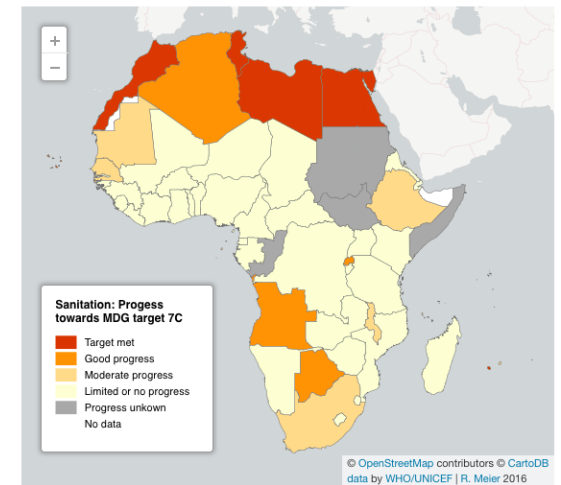 +
−
Sanitation: Progess
towards MDG target 7C
Target met
Good progress
Moderate progress
Limited or no progress
Progress unkown
No data
© OpenStreetMap contributors © CartoDB
data by WHO/UNICEF | R. Meier 2016